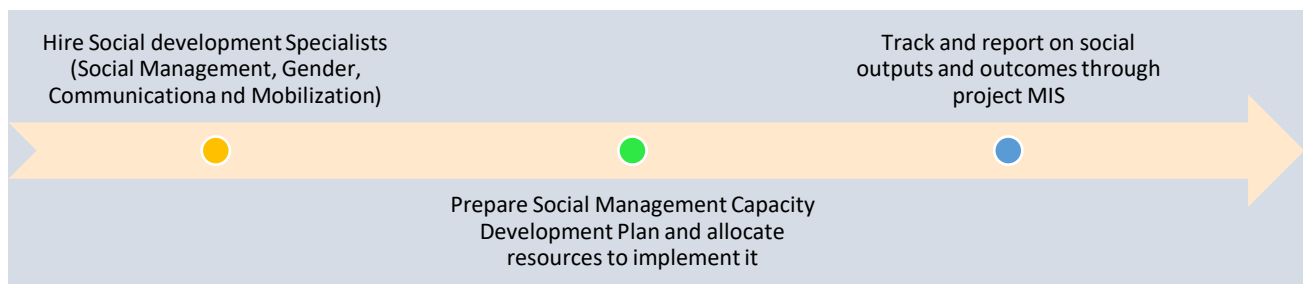 Hire Social development Specialists
(Social Management, Gender,
Communicationa nd Mobilization)
Prepare Social Management Capacity
Development Plan and allocate
resources to implement it
Track and report on social
outputs and outcomes through
project MIS